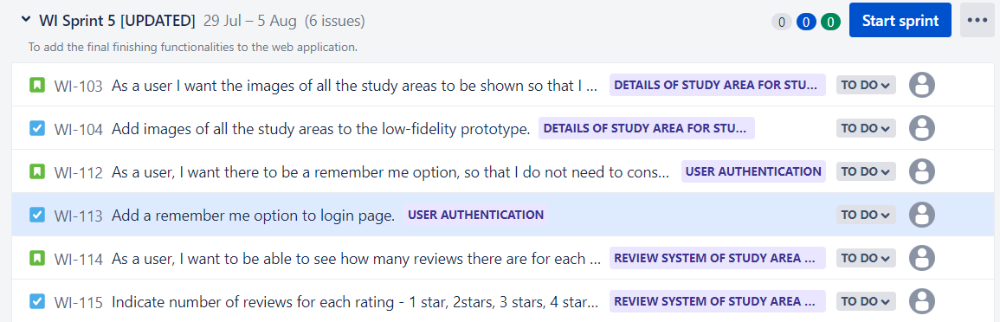 WI Sprint 5 [UPDATED] 29 Jul – 5 Aug (6 issues) 0 0 0 Start sprint
To add the final finishing functionalities to the web application.
WI-103 As a user I want the images of all the study areas to be shown so that I ... DETAILS OF STUDY AREA FOR STU... TO DO
WI-104 Add images of all the study areas to the low-fidelity prototype. DETAILS OF STUDY AREA FOR STU... TO DO
WI-112 As a user, I want there to be a remember me option, so that I do not need to cons... USER AUTHENTICATION TO DO
WI-113 Add a remember me option to login page. USER AUTHENTICATION TO DO
WI-114 As a user, I want to be able to see how many reviews there are for each ... REVIEW SYSTEM OF STUDY AREA ... TO DO
WI-115 Indicate number of reviews for each rating - 1 star, 2stars, 3 stars, 4 star... REVIEW SYSTEM OF STUDY AREA ... TO DO